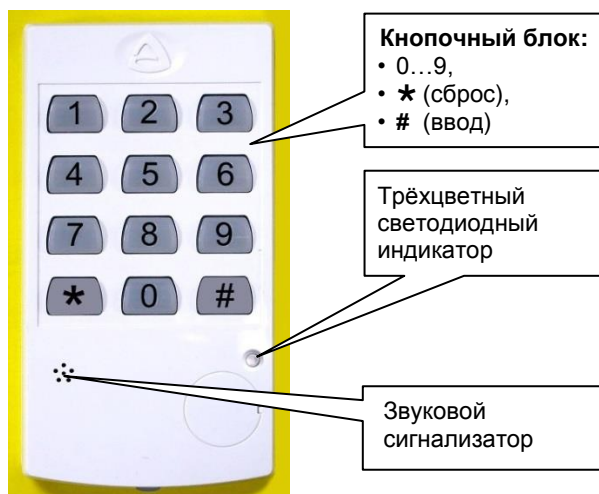 Кнопочный блок:
• 0…9,
• * (сброс),
• # (ввод)
1 2 3
4 5 6
7 8 9
* 0 #
Трёхцветный
светодиодный
индикатор
Звуковой
сигнализатор